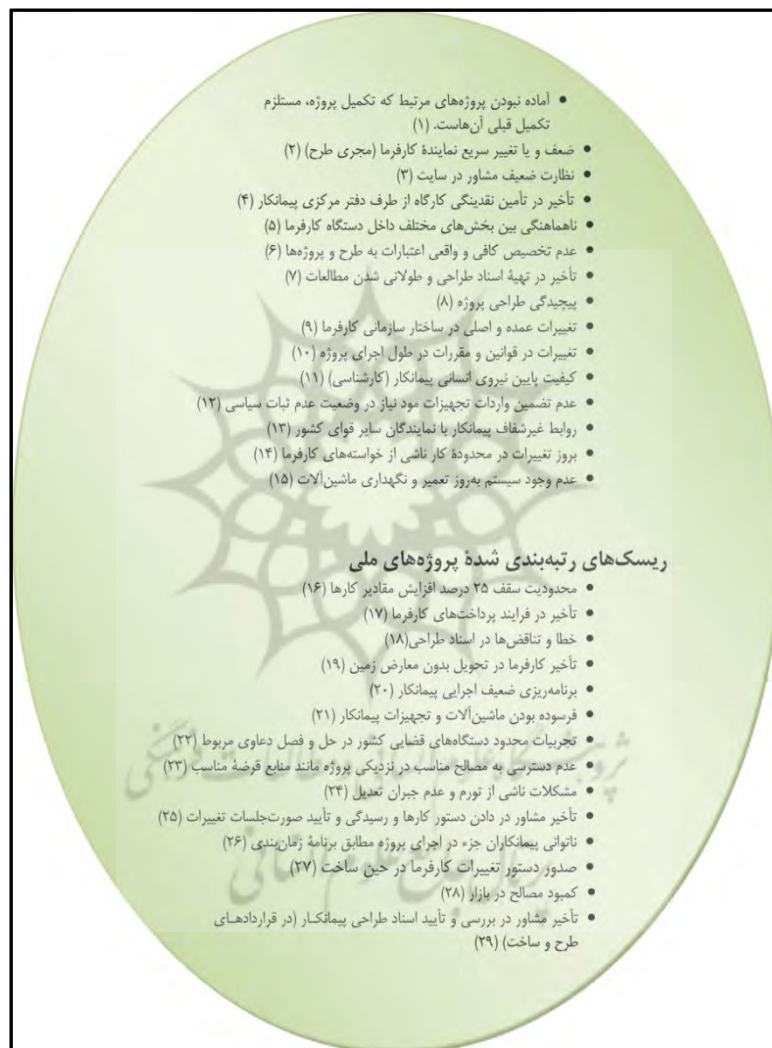 • آماده نبودن پروژه‌های مرتبط که تکمیل پروژه، مستلزم
تکمیل قبلی آن‌هاست. (۱)
• ضعف و یا تغییر سریع نمایندهٔ کارفرما (مجری طرح) (۲)
• نظارت ضعیف مشاور در سایت (۳)
• تأخیر در تأمین نقدینگی کارگاه از طرف دفتر مرکزی پیمانکار (۴)
• ناهماهنگی بین بخش‌های مختلف داخل دستگاه کارفرما (۵)
• عدم تخصیص کافی و واقعی اعتبارات به طرح و پروژه‌ها (۶)
• تأخیر در تهیهٔ اسناد طراحی و طولانی شدن مطالعات (۷)
• پیچیدگی طراحی پروژه (۸)
• تغییرات عمده و اصلی در ساختار سازمانی کارفرما (۹)
• تغییرات در قوانین و مقررات در طول اجرای پروژه (۱۰)
• کیفیت پایین نیروی انسانی پیمانکار (کارشناسی) (۱۱)
• عدم تضمین واردات تجهیزات مود نیاز در وضعیت عدم ثبات سیاسی (۱۲)
• روابط غیرشفاف پیمانکار با نمایندگان سایر قوای کشور (۱۳)
• بروز تغییرات در محدودهٔ کار ناشی از خواسته‌های کارفرما (۱۴)
• عدم وجود سیستم به‌روز تعمیر و نگهداری ماشین‌آلات (۱۵)
ریسک‌های رتبه‌بندی شدهٔ پروژه‌های ملی
• محدودیت سقف ۲۵ درصد افزایش مقادیر کارها (۱۶)
• تأخیر در فرایند پرداخت‌های کارفرما (۱۷)
• خطا و تناقض‌ها در اسناد طراحی(۱۸)
• تأخیر کارفرما در تحویل بدون معارض زمین (۱۹)
• برنامه‌ریزی ضعیف اجرایی پیمانکار (۲۰)
• فرسوده بودن ماشین‌آلات و تجهیزات پیمانکار (۲۱)
• تجربیات محدود دستگاه‌های قضایی کشور در حل و فصل دعاوی مربوط (۲۲)
• عدم دسترسی به مصالح مناسب در نزدیکی پروژه مانند منابع قرضهٔ مناسب (۲۳)
• مشکلات ناشی از تورم و عدم جبران تعدیل (۲۴)
• تأخیر مشاور در دادن دستور کارها و رسیدگی و تأیید صورت‌جلسات تغییرات (۲۵)
• ناتوانی پیمانکاران جزء در اجرای پروژه مطابق برنامهٔ زمان‌بندی (۲۶)
• صدور دستور تغییرات کارفرما در حین ساخت (۲۷)
• کمبود مصالح در بازار (۲۸)
• تأخیر مشاور در بررسی و تأیید اسناد طراحی پیمانکـار (در قراردادهـای
طرح و ساخت) (۲۹)